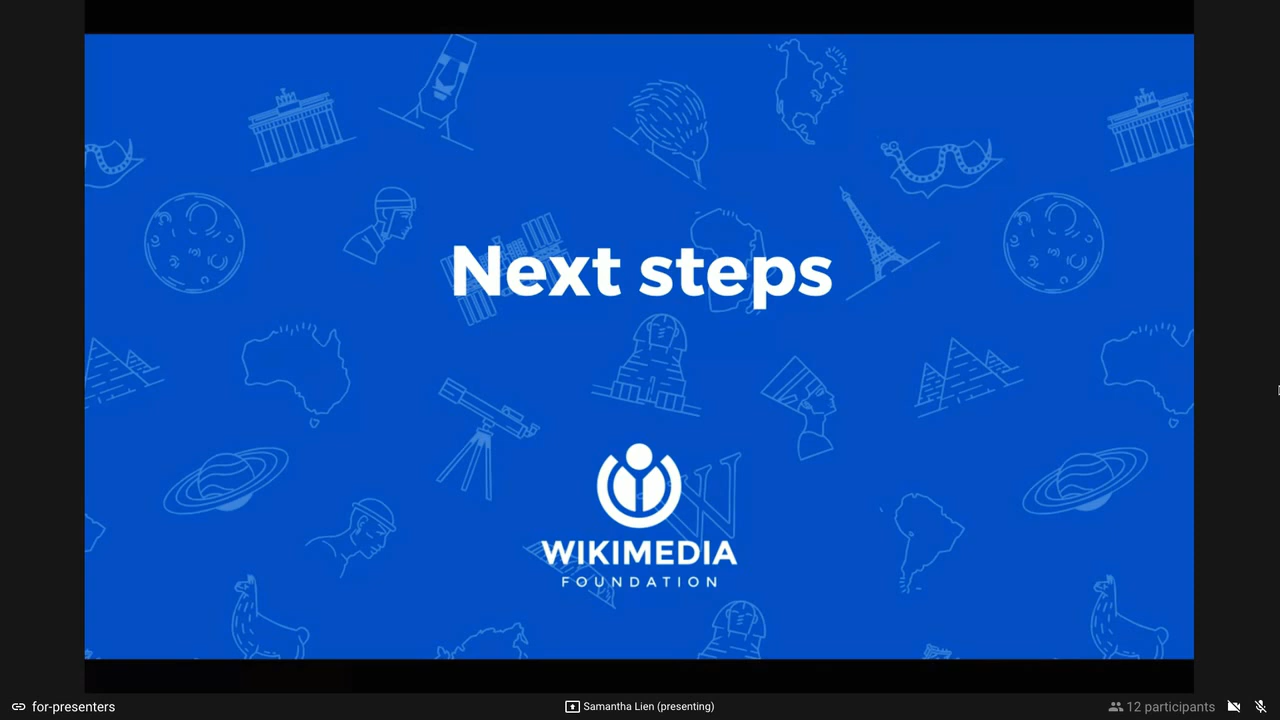 Next steps
W
WIKIMEDIA
FOUNDATION
for-presenters
Samantha Lien (presenting)
12 participants